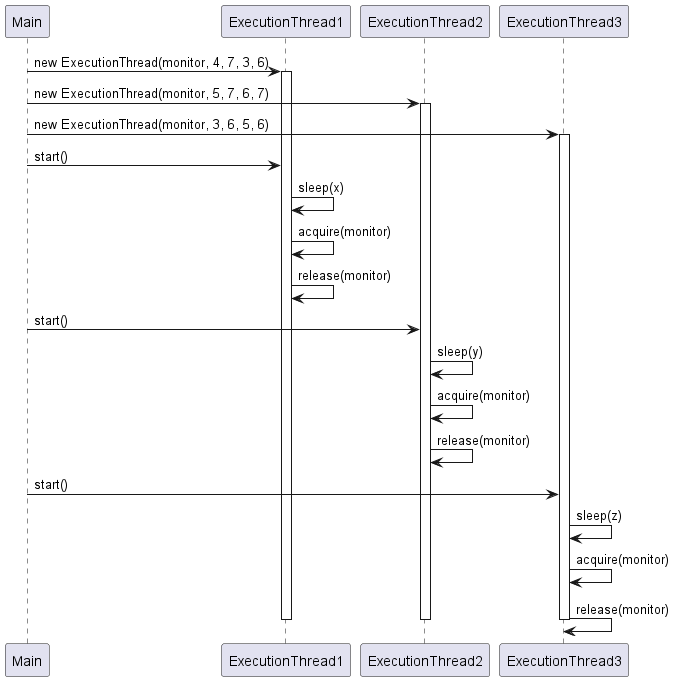 Main ExecutionThread1 ExecutionThread2 ExecutionThread3
new ExecutionThread(monitor, 4, 7, 3, 6)
new ExecutionThread(monitor, 5, 7, 6, 7)
new ExecutionThread(monitor, 3, 6, 5, 6)
start()
sleep(x)
acquire(monitor)
release(monitor)
start()
sleep(y)
acquire(monitor)
release(monitor)
start()
sleep(z)
acquire(monitor)
release(monitor)
Main ExecutionThread1 ExecutionThread2 ExecutionThread3